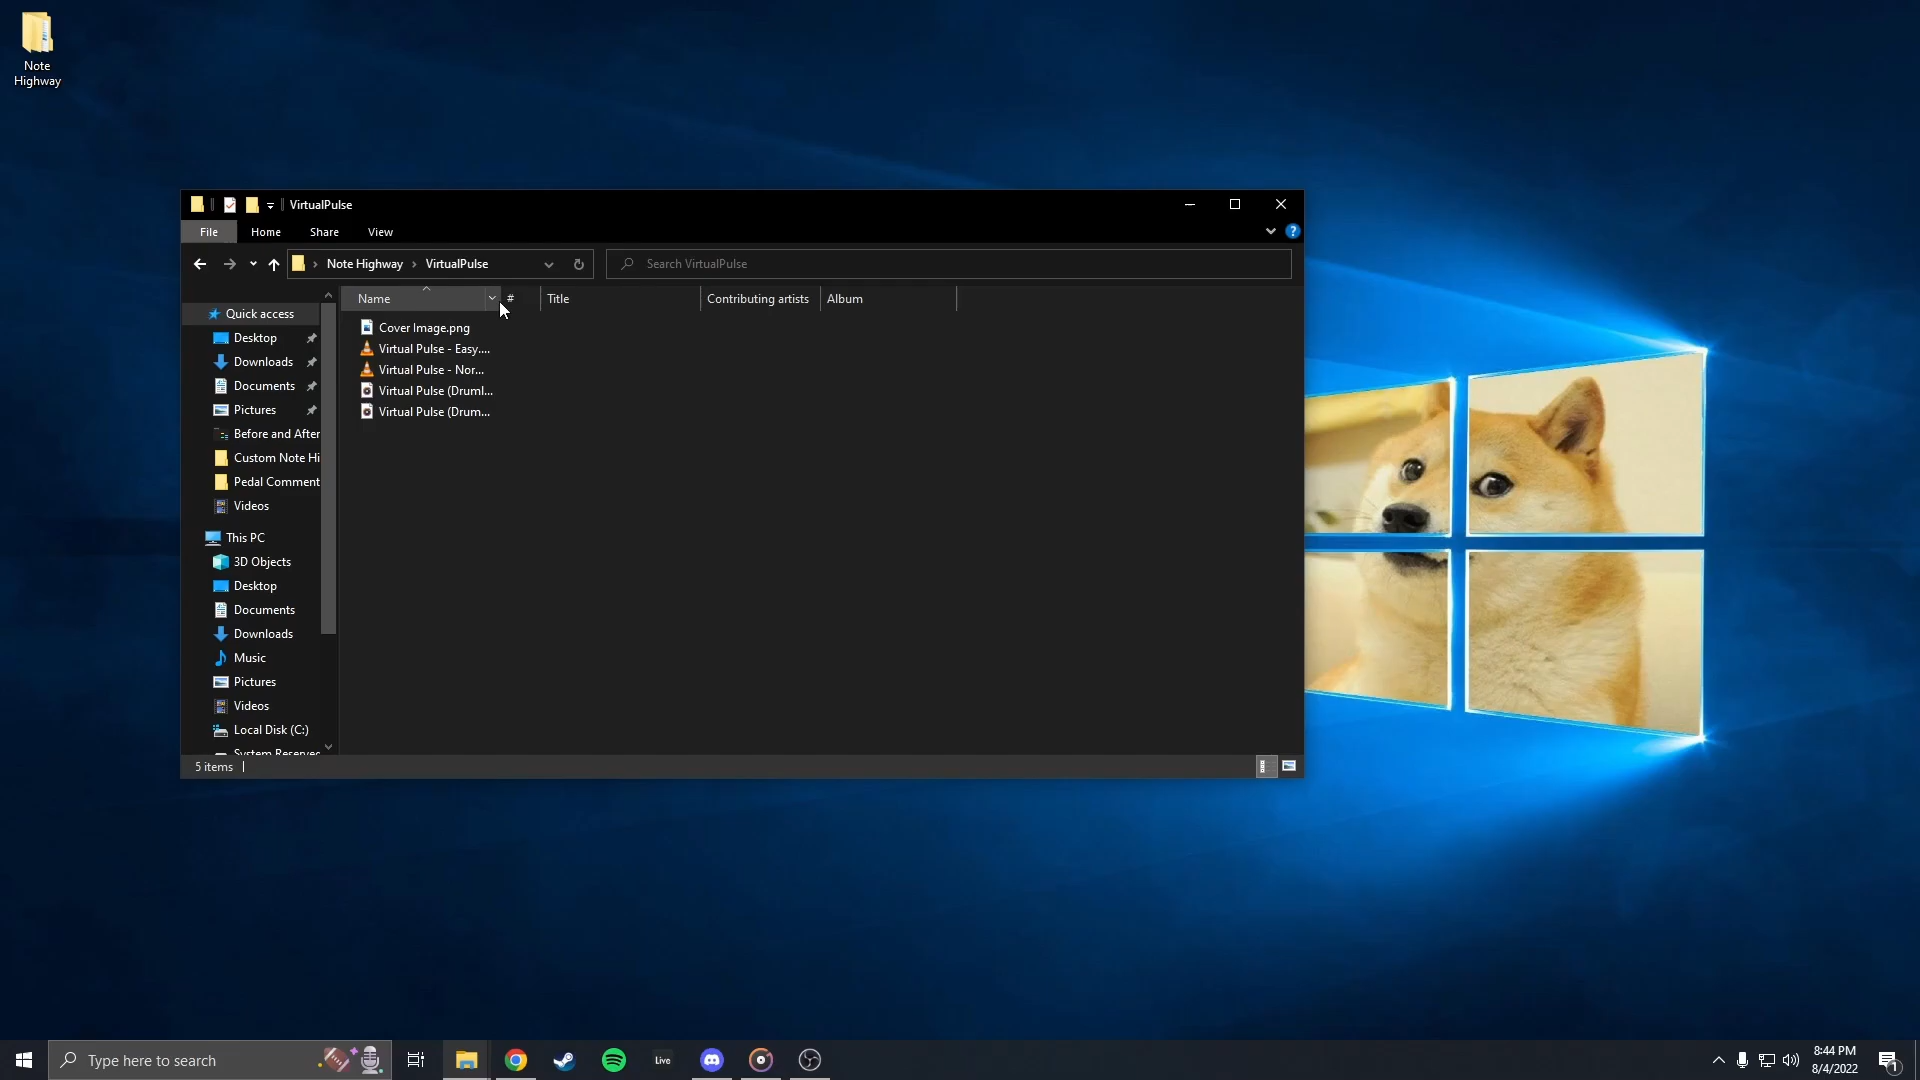 Note
Highway
VirtualPulse
File
Home
Share
View
Note Highway
VirtualPulse
Search VirtualPulse
Name
#
Title
Contributing artists
Album
Quick access
Desktop
Downloads
Documents
Pictures
Before and After
Custom Note Hi
Pedal Comment
Videos
This PC
3D Objects
Desktop
Documents
Downloads
Music
Pictures
Videos
Local Disk (C:)
System Reserved
Cover Image.png
Virtual Pulse - Easy....
Virtual Pulse - Nor...
Virtual Pulse (Druml...
Virtual Pulse (Drum...
5 items
Type here to search
Live
8:44 PM
8/4/2022
1